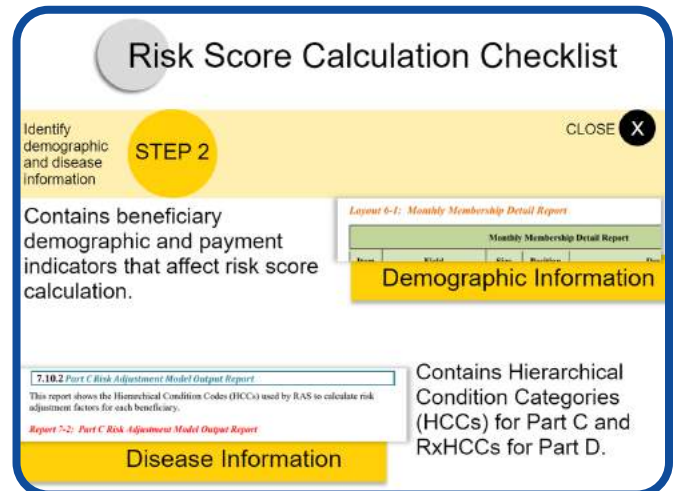 Risk Score Calculation Checklist
Identify
demographic
and disease
information
STEP 2
CLOSE X
Contains beneficiary
demographic and payment
indicators that affect risk score
calculation.
Layout 6-1: Monthly Membership Detail Report
Monthly Membership Detail Report
Item Field Size Position
Demographic Information
7.10.2 Part C Risk Adjustment Model Output Report
This report shows the Hierarchical Condition Codes (HCCs) used by RAS to calculate risk
adjustment factors for each beneficiary.
Report 7-2: Part C Risk Adjustment Model Output Report
Disease Information
Contains Hierarchical
Condition Categories
(HCCs) for Part C and
RxHCCs for Part D.